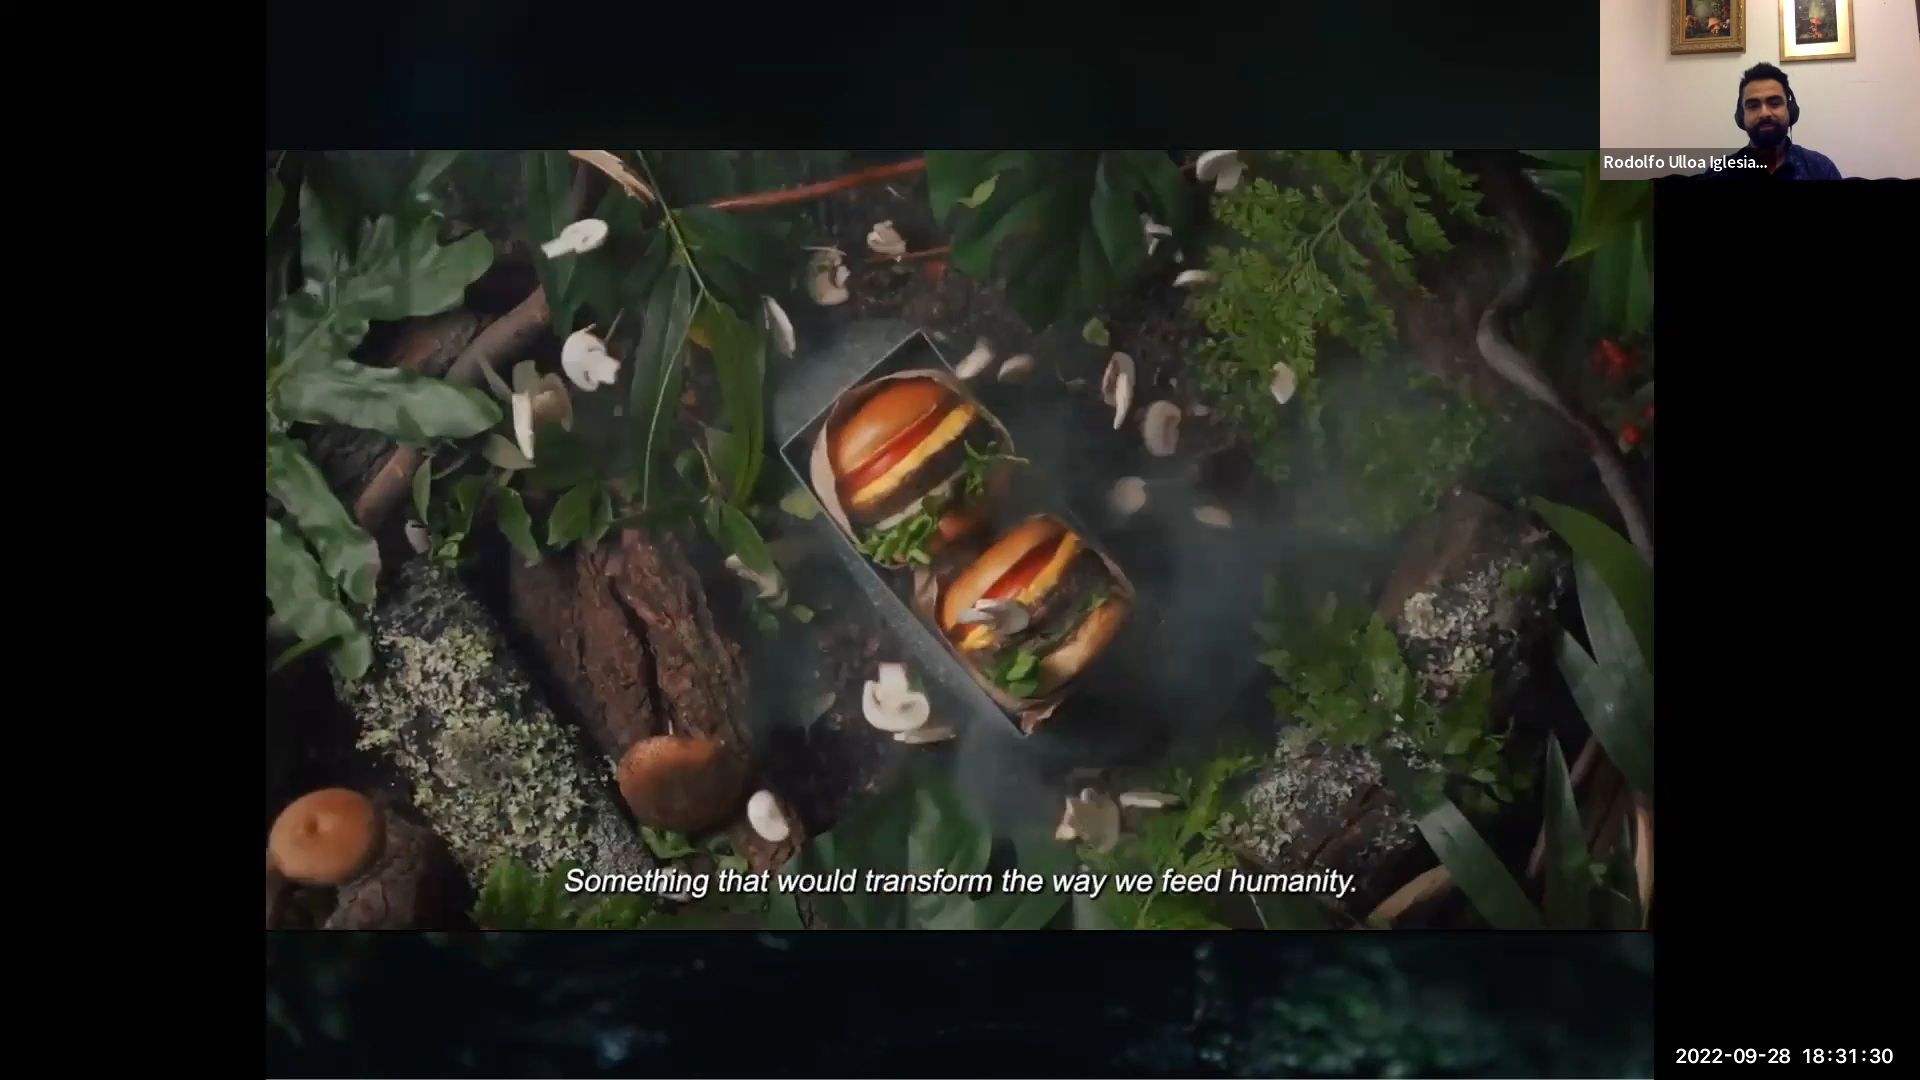 Rodolfo Ulloa Iglesia...
Something that would transform the way we feed humanity.
2022-09-28 18:31:30